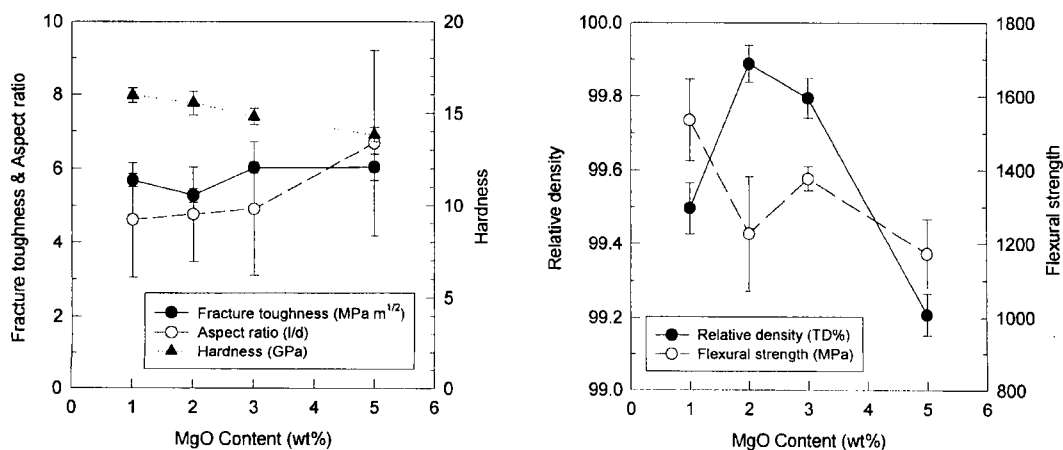 10
8
6
4
2
0
Fracture toughness & Aspect ratio
20
15
10
5
0
Hardness
Fracture toughness (MPa m1/2)
Aspect ratio (l/d)
Hardness (GPa)
0 1 2 3 4 5 6
MgO Content (wt%)
100.0
99.8
99.6
99.4
99.2
99.0
Relative density
1800
1600
1400
1200
1000
800
Flexural strength
Relative density (TD%)
Flexural strength (MPa)
0 1 2 3 4 5 6
MgO Content (wt%)